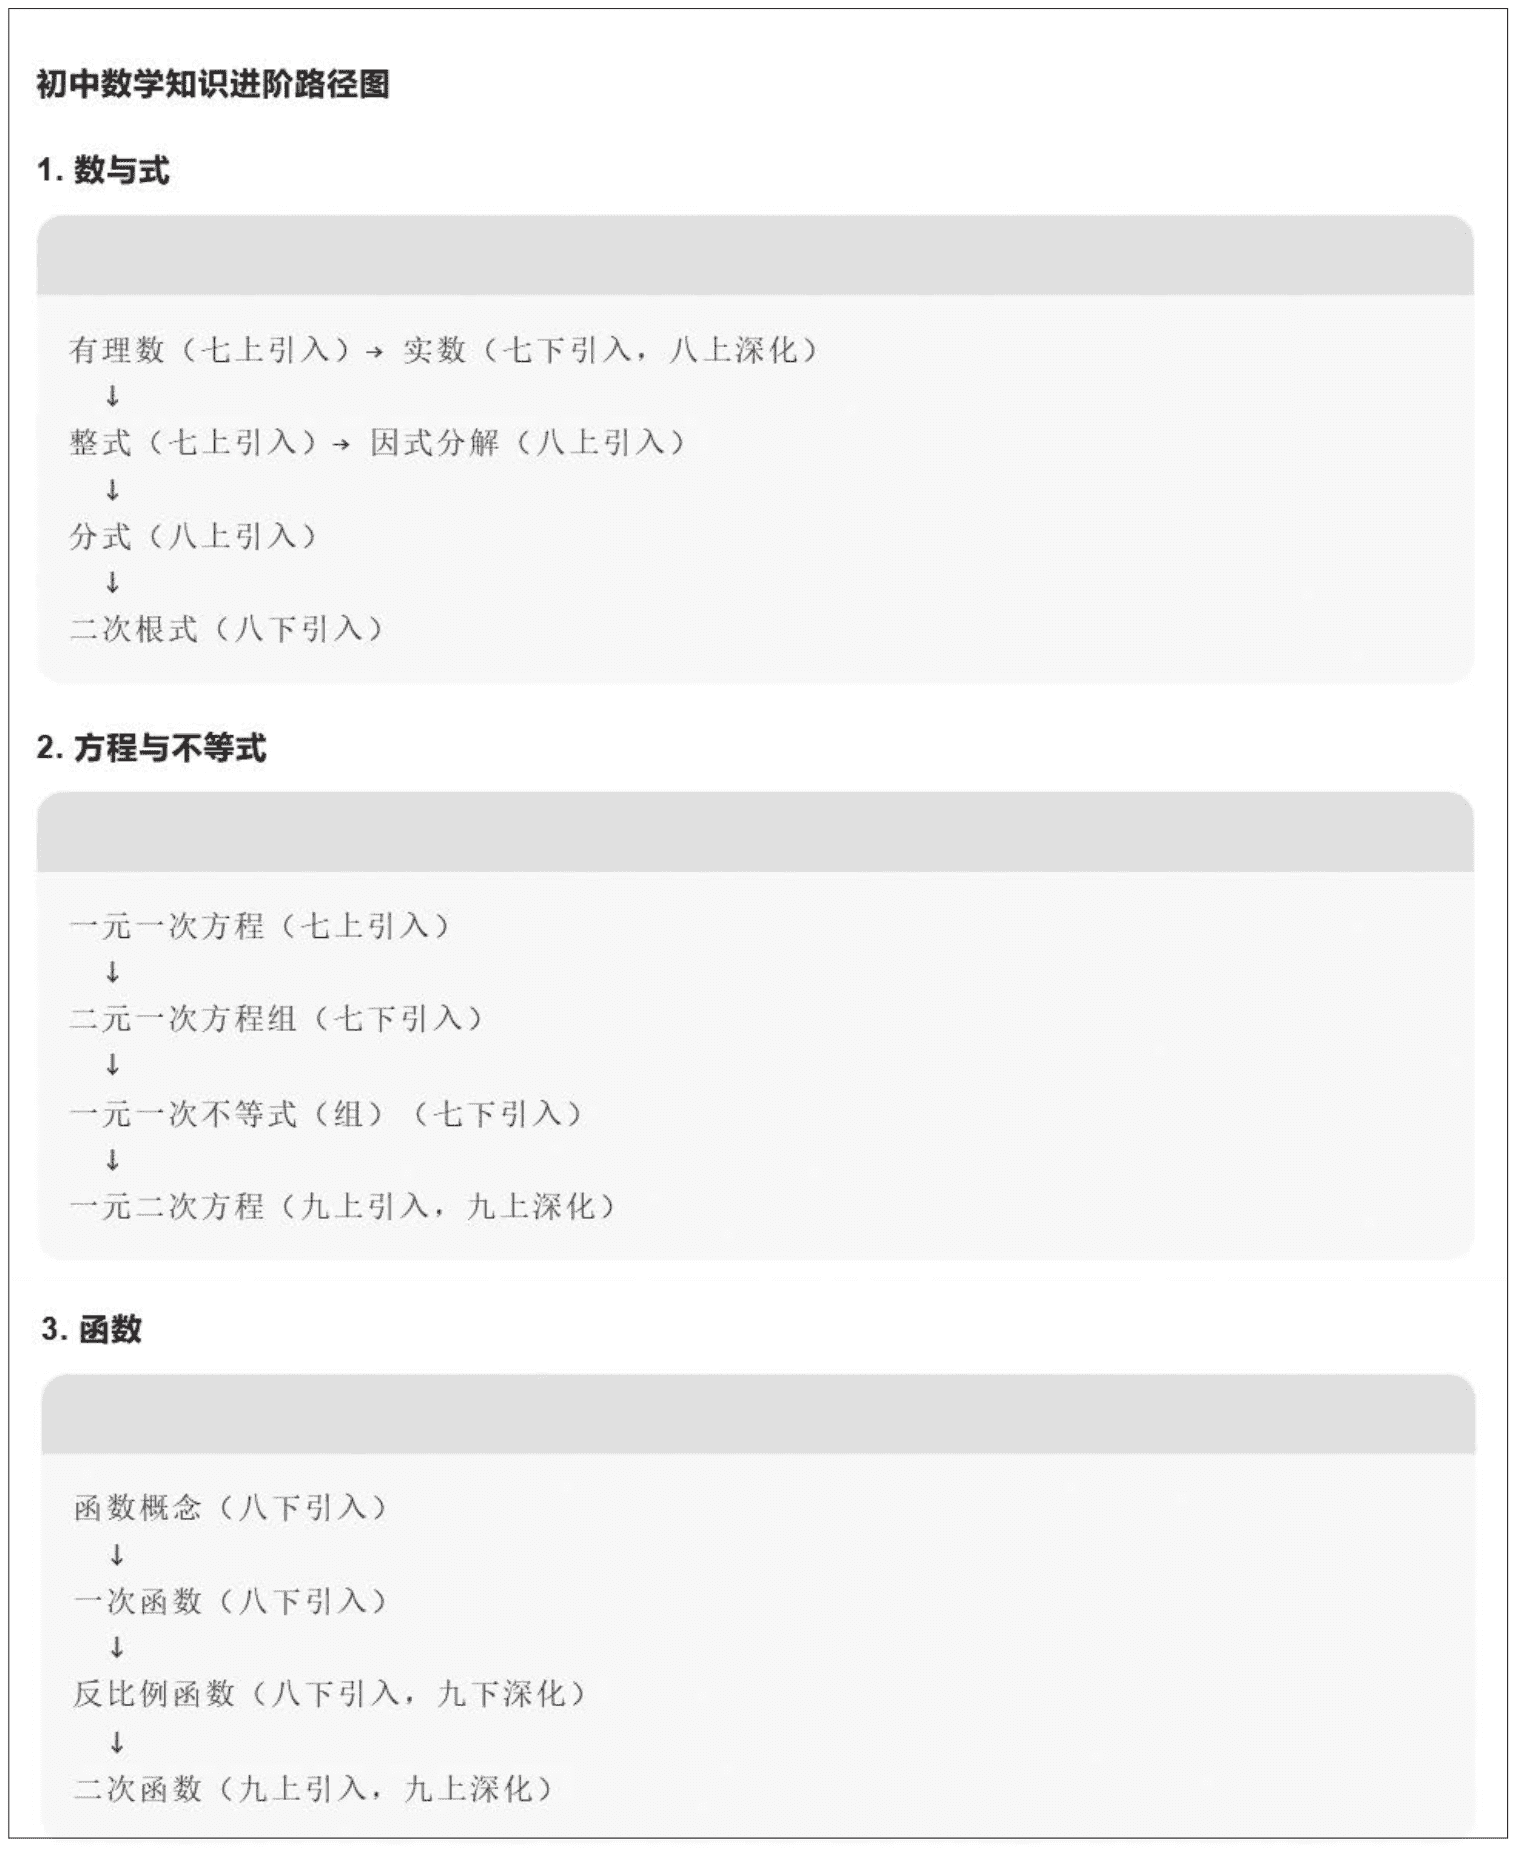 初中数学知识进阶路径图
1. 数与式
有理数（七上引入）→ 实数（七下引入，八上深化）
↓
整式（七上引入）→ 因式分解（八上引入）
↓
分式（八上引入）
↓
二次根式（八下引入）
2. 方程与不等式
一元一次方程（七上引入）
↓
二元一次方程组（七下引入）
↓
一元一次不等式（组）（七下引入）
↓
一元二次方程（九上引入，九上深化）
3. 函数
函数概念（八下引入）
↓
一次函数（八下引入）
↓
反比例函数（八下引入，九下深化）
↓
二次函数（九上引入，九上深化）